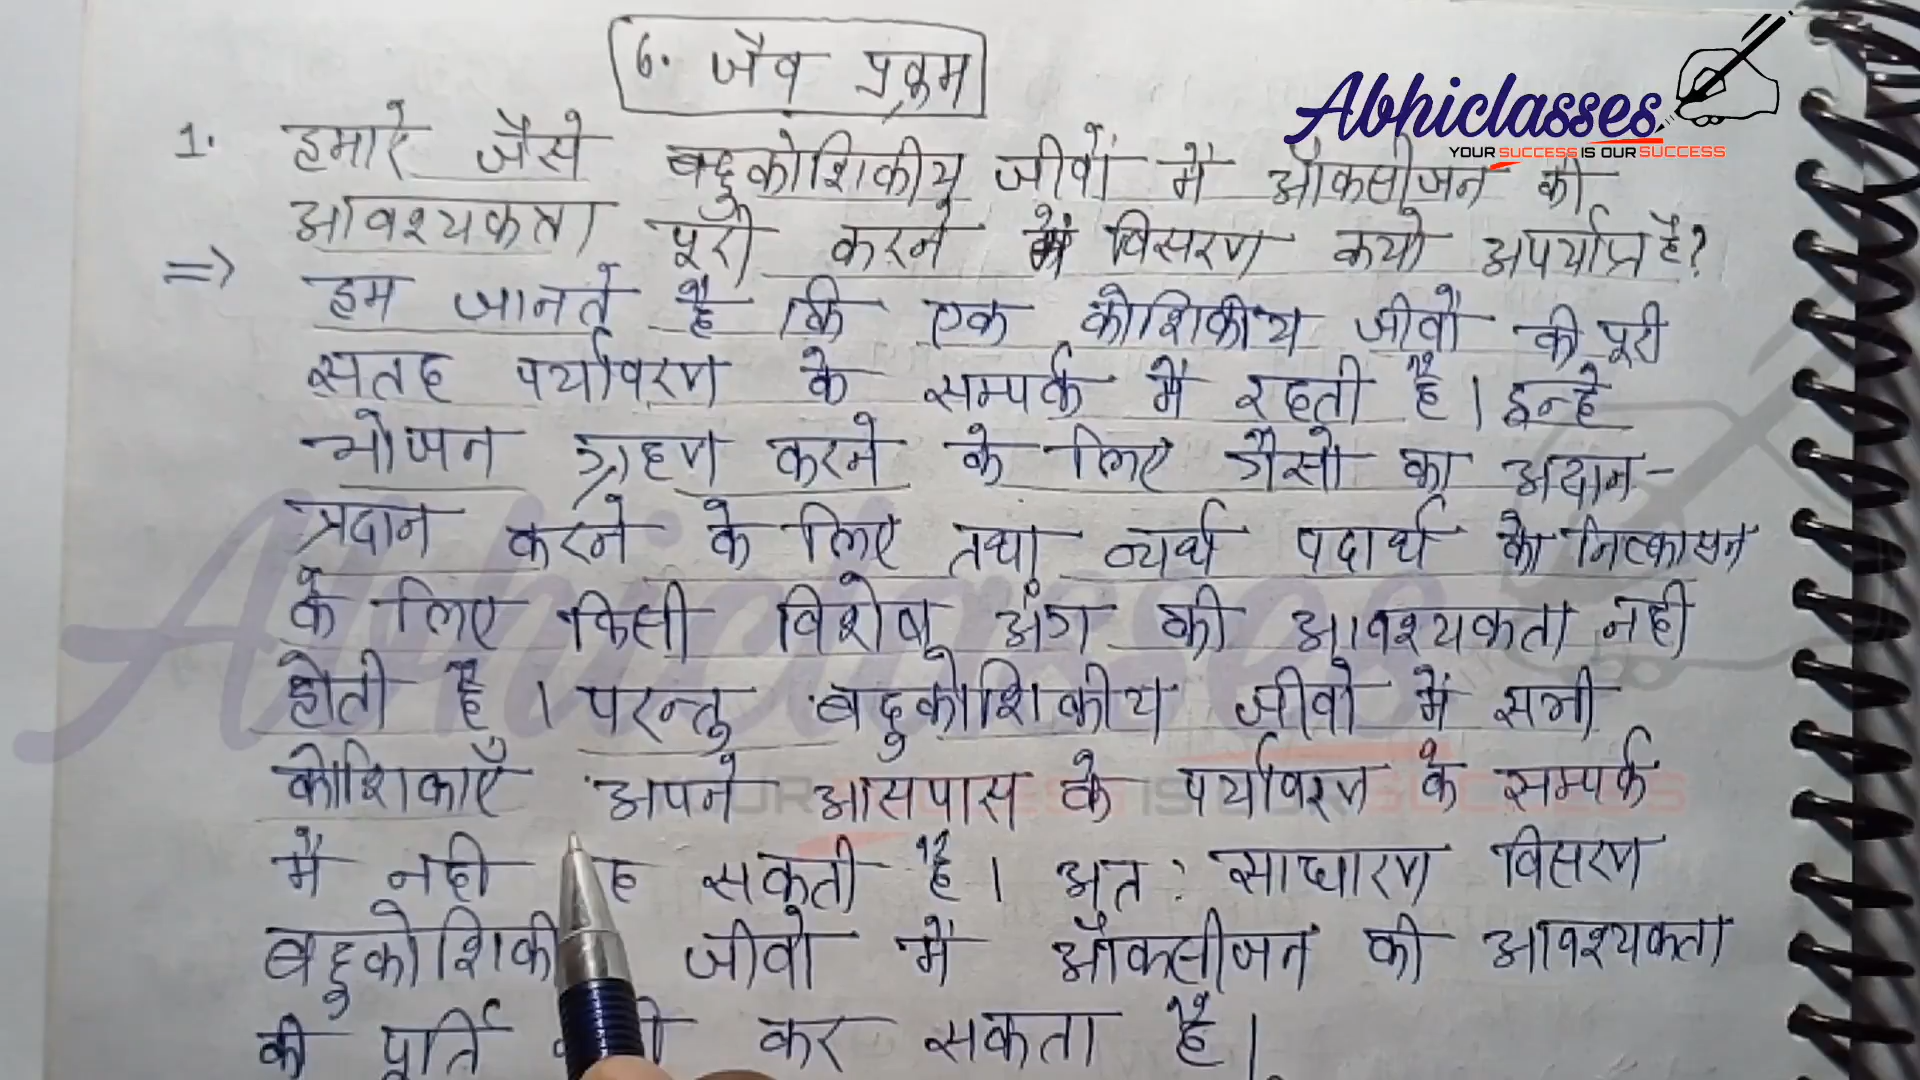 6. जैव प्रक्रम
Abhiclasses
YOUR SUCCESS IS OUR SUCCESS
1. हमारे जैसे बहुकोशिकीय जीवों में ऑक्सीजन की
आवश्यकता पूरी करने में विसरण क्यो अपर्याप्त है?
=> हम जानते है कि एक कोशिकीय जीवों की पूरी
सतह पर्यावरण के सम्पर्क में रहती है। इन्हे
भोजन ग्रहण करने के लिए गैसो का अदान-
प्रदान करने के लिए तथा व्यर्थ पदार्थ के निष्कासन
के लिए किसी विशेष अंग की आवश्यकता नही
होती है। परन्तु बहुकोशिकीय जीवो में सभी
कोशिकाएँ अपने आसपास के पर्यावरण के सम्पर्क
में नही सकती है। अतः साधारण विसरण
बहुकोशिकी जीवो में ऑक्सीजन की आवश्यकता
की पूर्ति कर सकता है।